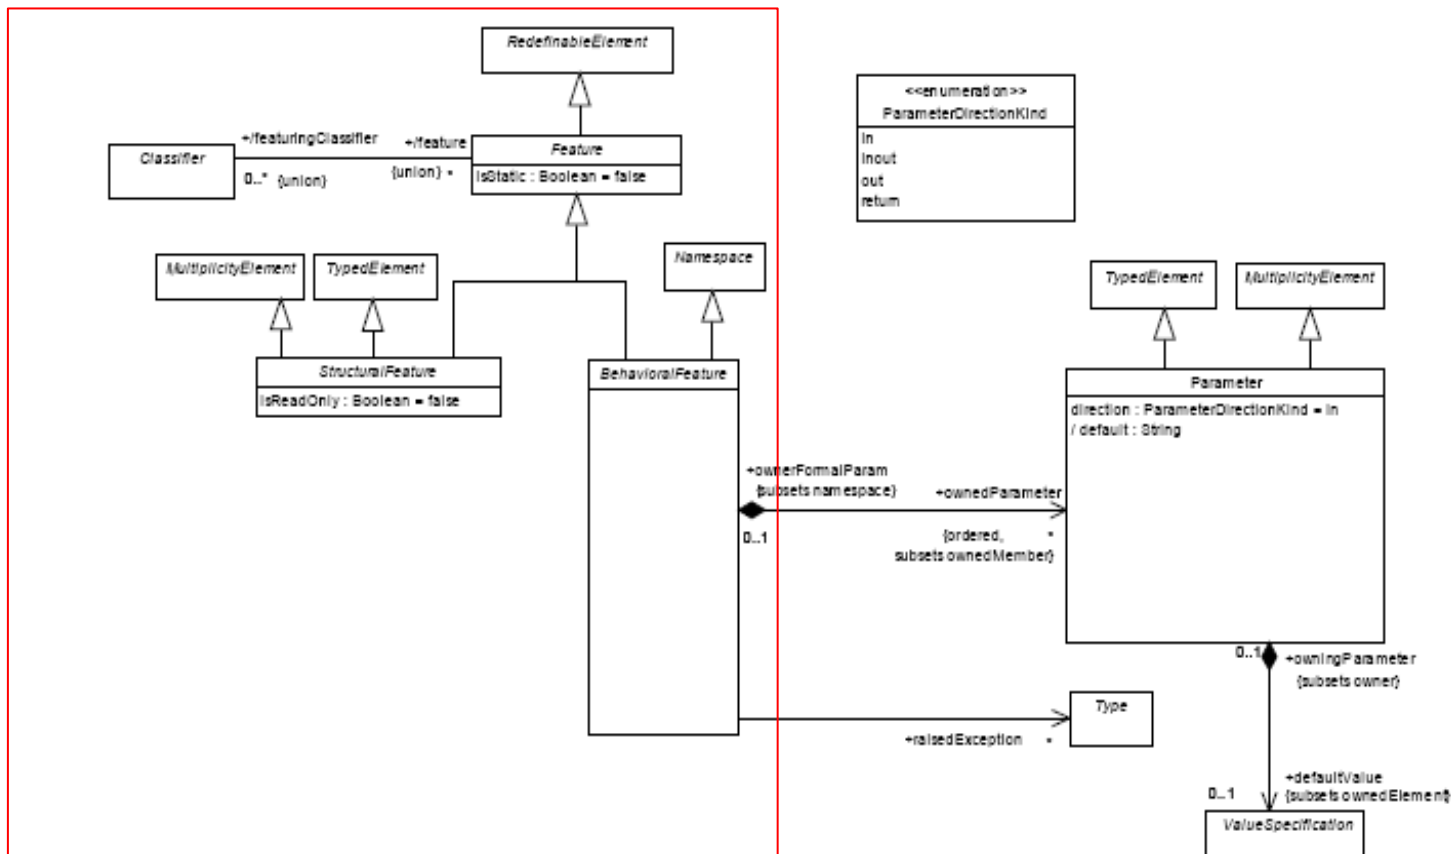 RedefinableElement
<<enumeration>>
ParameterDirectionKind
in
inout
out
return
+/featuringClassifier
+/feature
Classifier
Feature
0..*
{union}
{union}
*
isStatic : Boolean = false
MultiplicityElement
TypedElement
Namespace
TypedElement
MultiplicityElement
StructuralFeature
isReadOnly : Boolean = false
BehavioralFeature
Parameter
direction : ParameterDirectionKind = in
/ default : String
+ownerFormalParam
{subsets namespace}
+ownedParameter
0..1
{ordered,
*
subsets ownedMember}
0..1
+owningParameter
{subsets owner}
Type
+raisedException
*
+defaultValue
0..1
{subsets ownedElement}
ValueSpecification